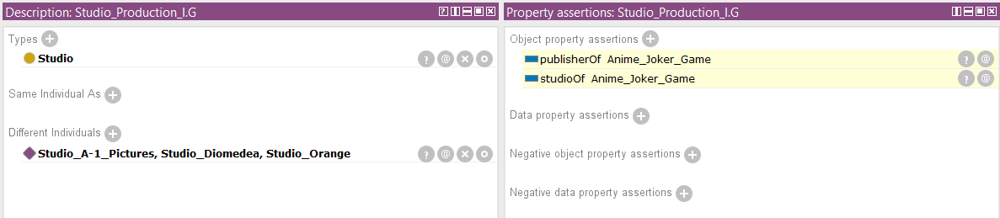 Description: Studio_Production_I.G
Types
Studio
Same Individual As
Different Individuals
Studio_A-1_Pictures, Studio_Diomedea, Studio_Orange
Property assertions: Studio_Production_I.G
Object property assertions
publisherOf Anime_Joker_Game
studioOf Anime_Joker_Game
Data property assertions
Negative object property assertions
Negative data property assertions